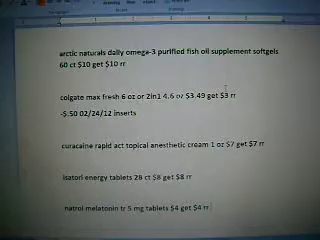 arctic naturals daily omega-3 purified fish oil supplement softgels
60 ct $10 get $10 rr
colgate max fresh 6 oz or 2in1 4.6 oz $3.49 get $3 rr
-$.50 02/24/12 inserts
curacaine rapid act topical anesthetic cream 1 oz $7 get $7 rr
isatori energy tablets 28 ct $8 get $8 rr
natrol melatonin tr 5 mg tablets $4 get $4 rr